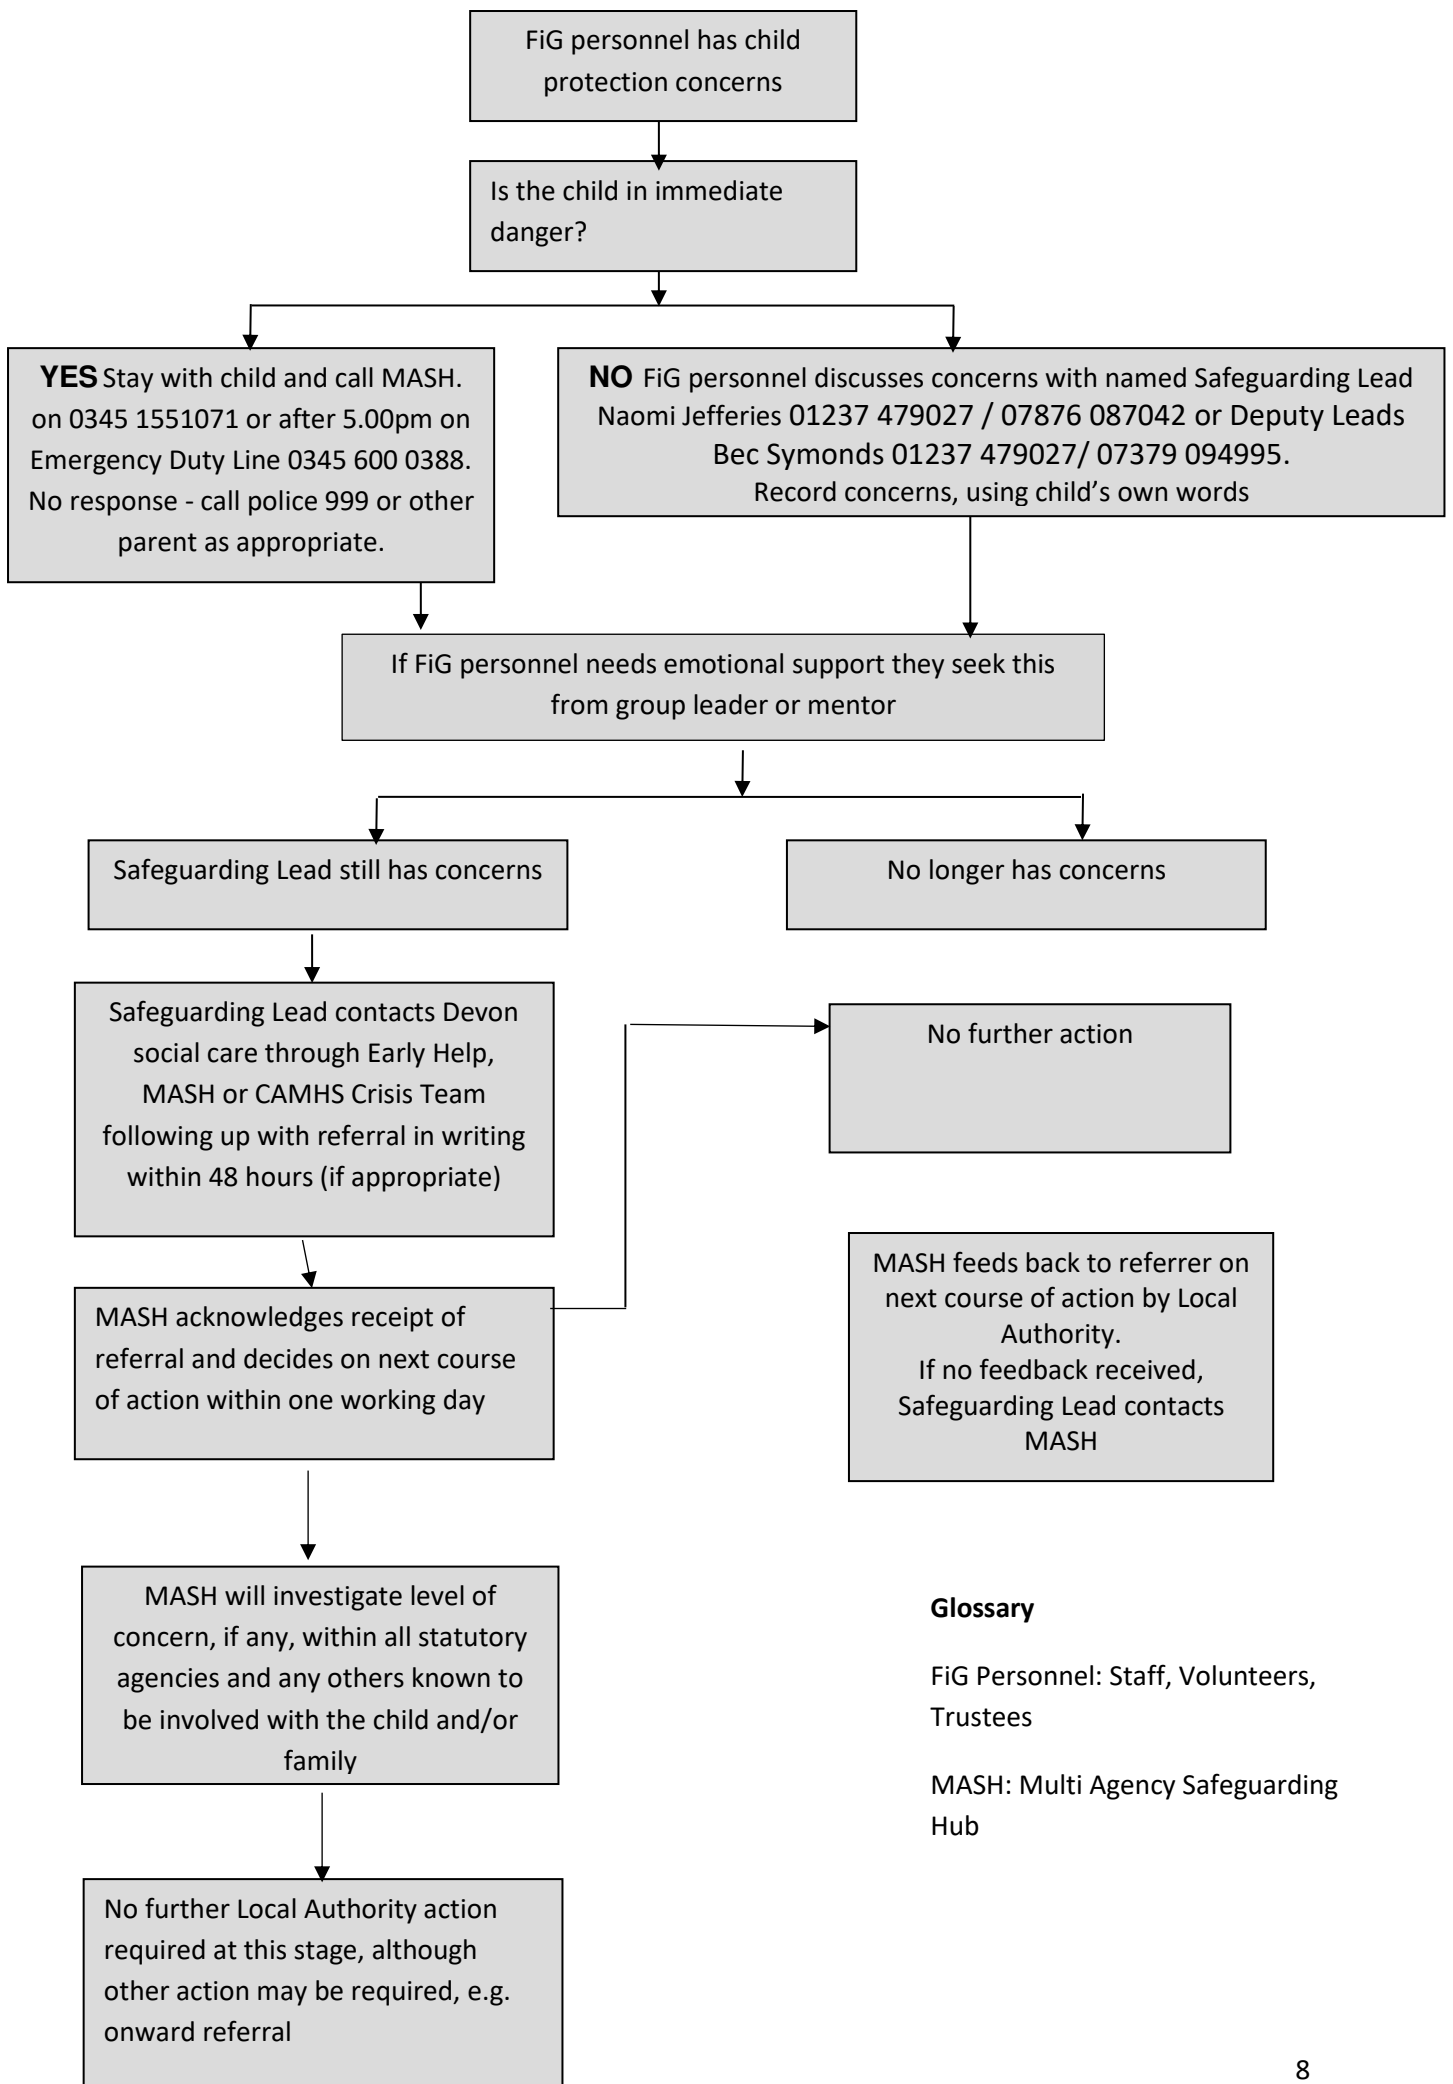 FiG personnel has child
protection concerns
Is the child in immediate
danger?
YES Stay with child and call MASH.
on 0345 1551071 or after 5.00pm on
Emergency Duty Line 0345 600 0388.
No response - call police 999 or other
parent as appropriate.
NO FiG personnel discusses concerns with named Safeguarding Lead
Naomi Jefferies 01237 479027 / 07876 087042 or Deputy Leads
Bec Symonds 01237 479027/ 07379 094995.
Record concerns, using child’s own words
If FiG personnel needs emotional support they seek this
from group leader or mentor
Safeguarding Lead still has concerns
No longer has concerns
Safeguarding Lead contacts Devon
social care through Early Help,
MASH or CAMHS Crisis Team
following up with referral in writing
within 48 hours (if appropriate)
No further action
MASH feeds back to referrer on
next course of action by Local
Authority.
If no feedback received,
Safeguarding Lead contacts
MASH
MASH acknowledges receipt of
referral and decides on next course
of action within one working day
MASH will investigate level of
concern, if any, within all statutory
agencies and any others known to
be involved with the child and/or
family
Glossary
FiG Personnel: Staff, Volunteers,
Trustees
MASH: Multi Agency Safeguarding
Hub
No further Local Authority action
required at this stage, although
other action may be required, e.g.
onward referral
8